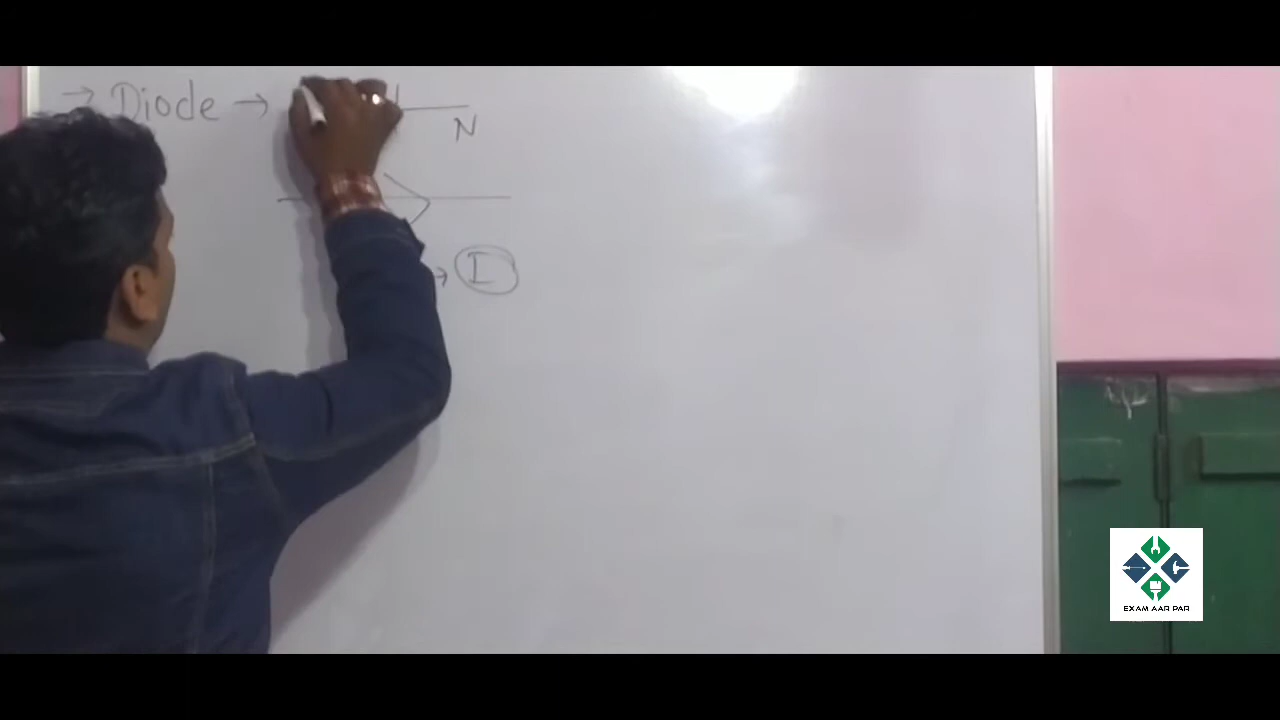 → Diode →
N
→ I
EXAM AAR PAR